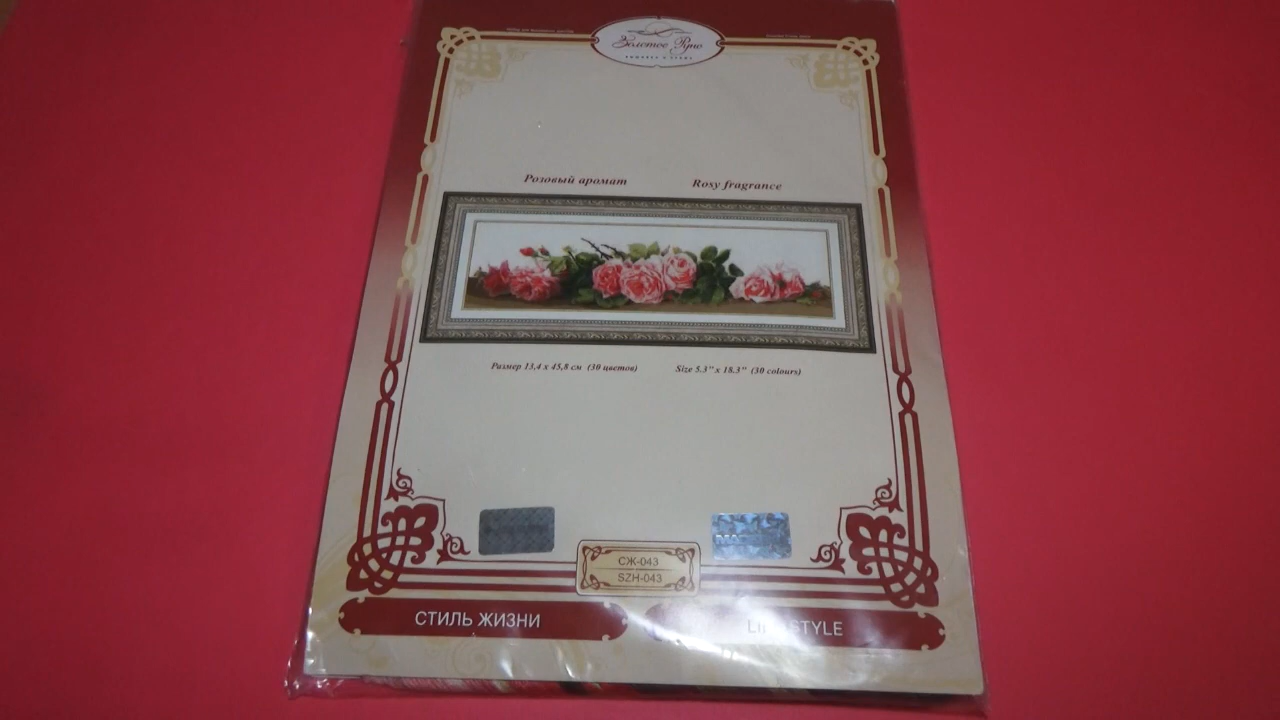 Золотое Руно
Розовый аромат
Rosy fragrance
Размер 13,4 x 45,8 см (30 цветов)
Size 5.3" x 18.3" (30 colours)
СЖ-043
SZH-043
СТИЛЬ ЖИЗНИ
STYLE